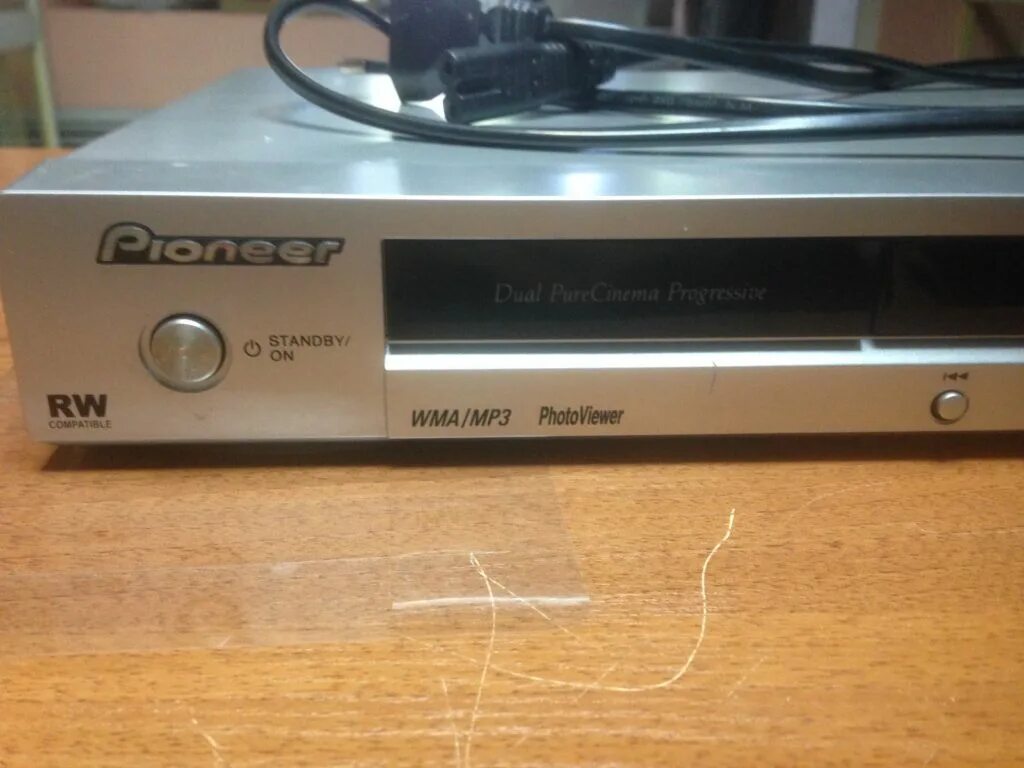 Pioneer
Dual PureCinema Progressive
STANDBY/
ON
RW
COMPATIBLE
WMA/MP3
PhotoViewer